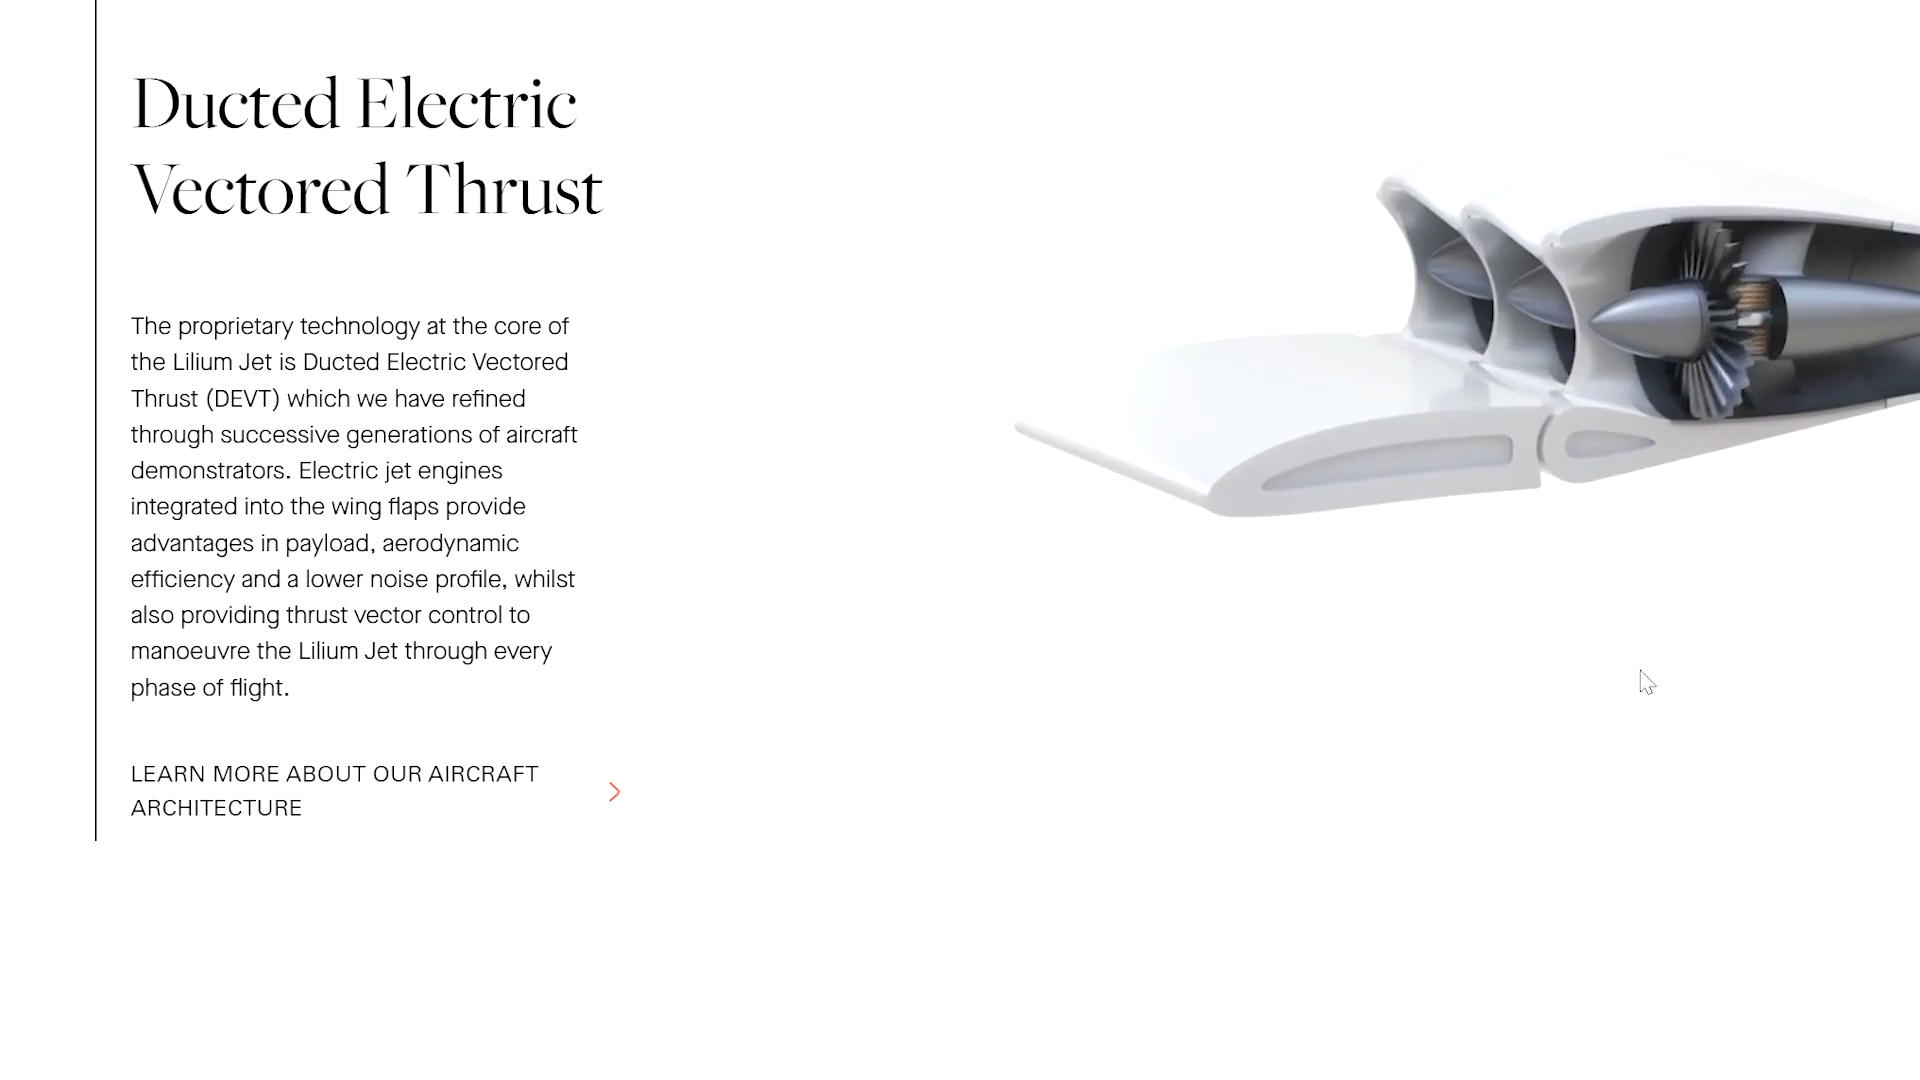 Ducted Electric
Vectored Thrust
The proprietary technology at the core of
the Lilium Jet is Ducted Electric Vectored
Thrust (DEVT) which we have refined
through successive generations of aircraft
demonstrators. Electric jet engines
integrated into the wing flaps provide
advantages in payload, aerodynamic
efficiency and a lower noise profile, whilst
also providing thrust vector control to
manoeuvre the Lilium Jet through every
phase of flight.
LEARN MORE ABOUT OUR AIRCRAFT
ARCHITECTURE